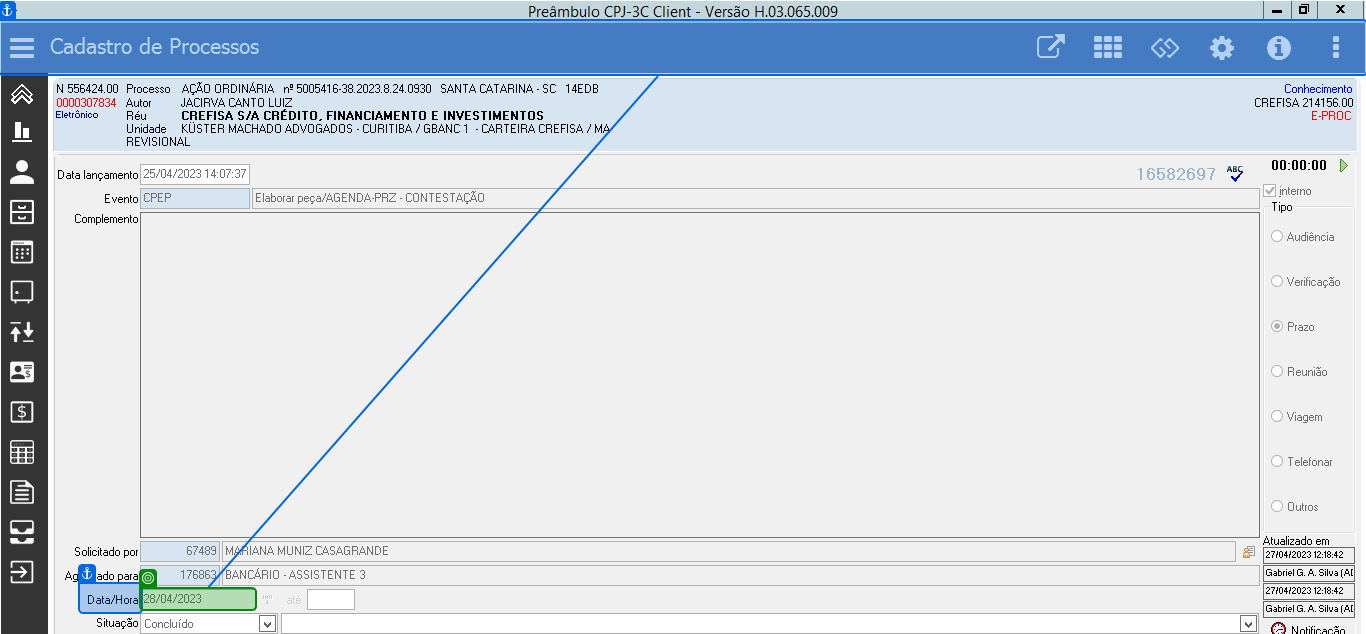 Preâmbulo CPJ-3C Client - Versão H.03.065.009
Cadastro de Processos
N 556424.00 Processo AÇÃO ORDINÁRIA nº 5005416-38.2023.8.24.0930 SANTA CATARINA - SC 14EDB Conhecimento
0000307834 Autor JACIRVA CANTO LUIZ CREFISA 214156.00
Eletrônico Réu CREFISA S/A CRÉDITO, FINANCIAMENTO E INVESTIMENTOS E-PROC
Unidade KÜSTER MACHADO ADVOGADOS - CURITIBA / GBANC 1 - CARTEIRA CREFISA / MA
REVISIONAL
Data lançamento 25/04/2023 14:07:37 16582697 ABC 00:00:00
interno
Evento CPEP Elaborar peça/AGENDA-PRZ - CONTESTAÇÃO
Tipo
Complemento
Audiência
Verificação
Prazo
Reunião
Viagem
Telefonar
Outros
Atualizado em
Solicitado por 67489 MARIANA MUNIZ CASAGRANDE 27/04/2023 12:18:42
Ag ado para 176863 BANCÁRIO - ASSISTENTE 3 Gabriel G. A. Silva (AD
Data/Hora 28/04/2023 até 27/04/2023 12:18:42
Gabriel G. A. Silva (AD
Situação Concluído
Notificação